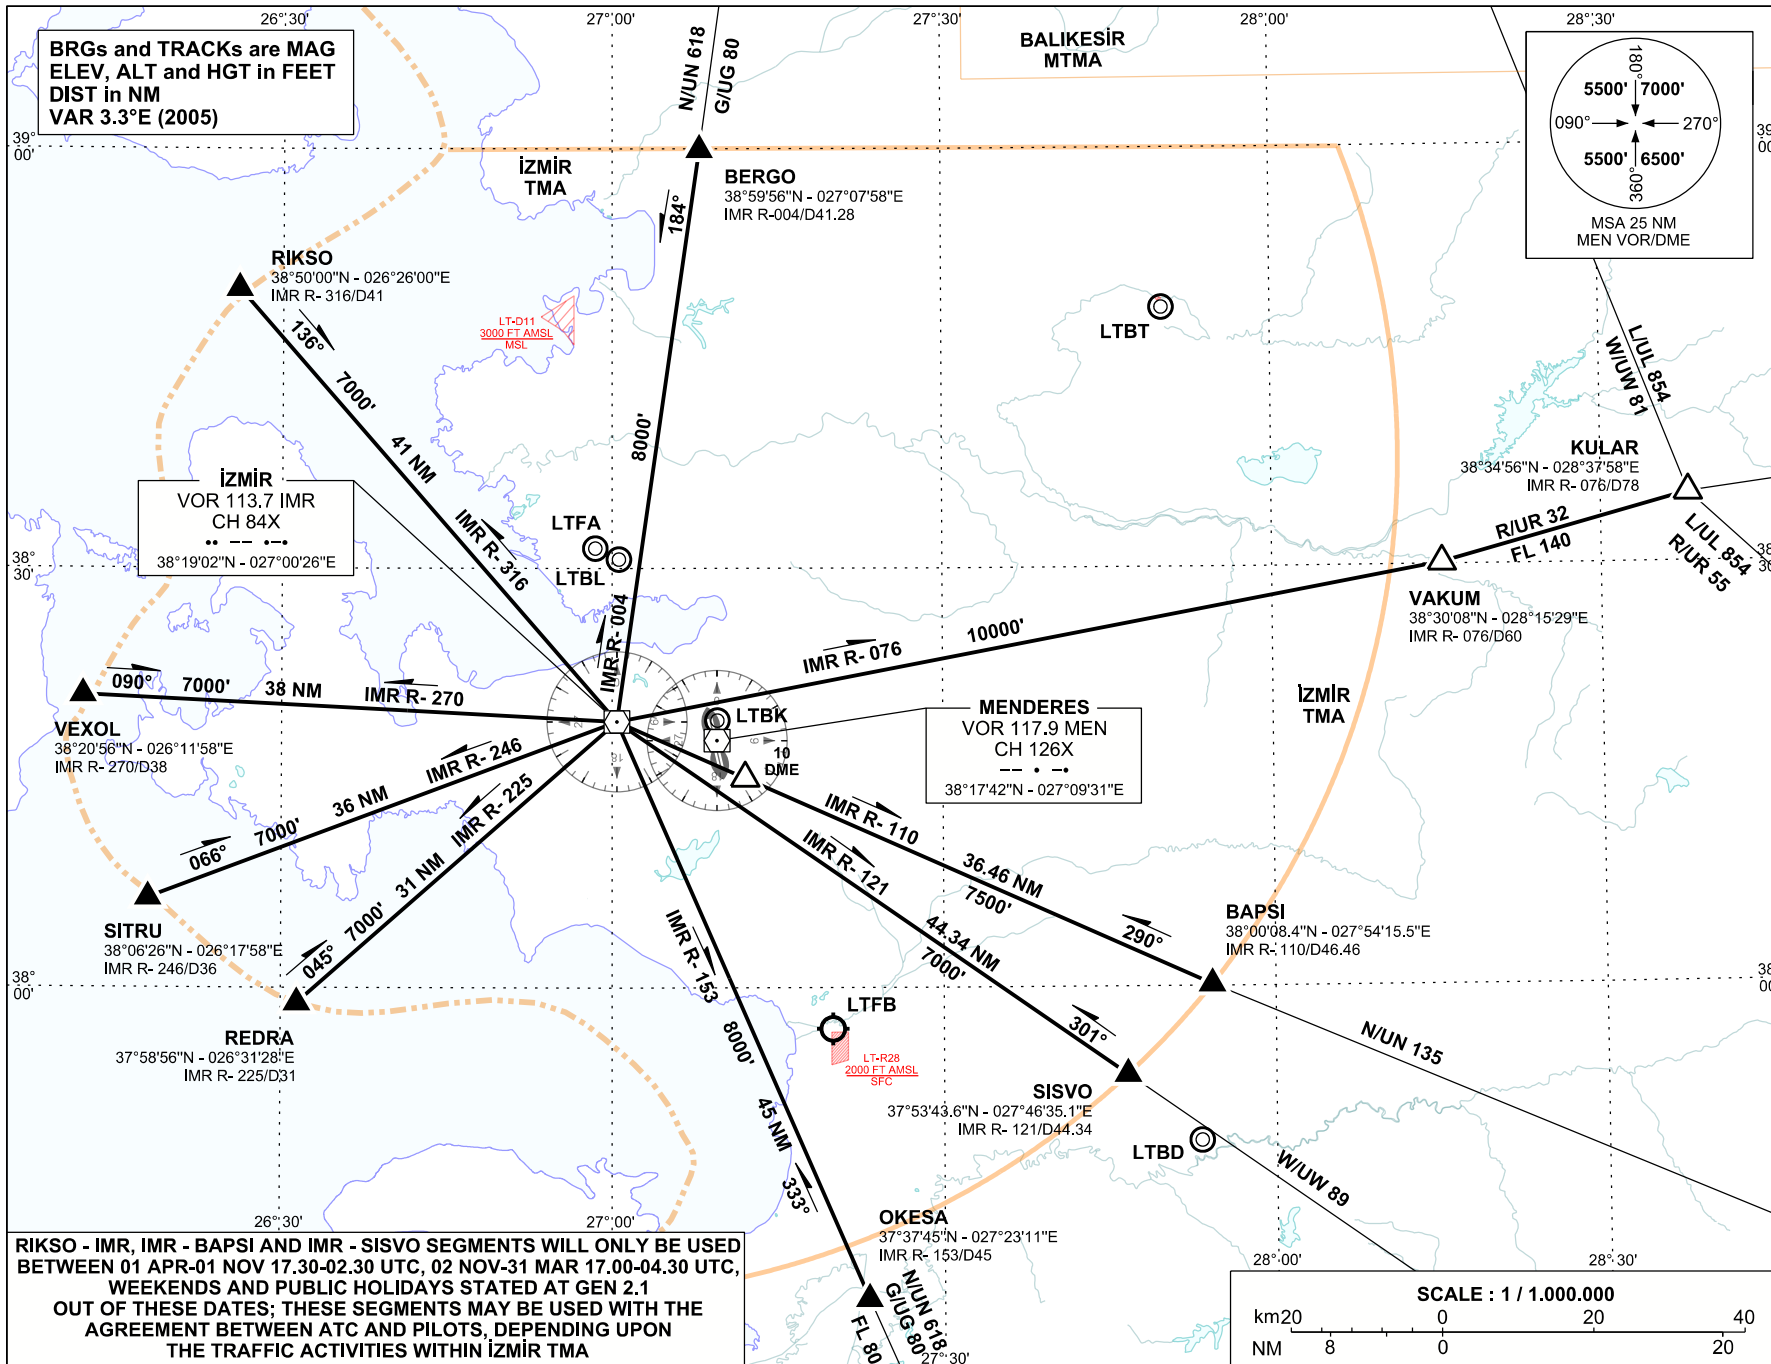 26°30'
27°00'
27°30'
28°00'
28°30'
BRGs and TRACKs are MAG
ELEV, ALT and HGT in FEET
DIST in NM
VAR 3.3°E (2005)
N/UN 618
G/UG 80
BALIKESİR
MTMA
180°
5500' 7000'
090° 270°
5500' 6500'
360°
MSA 25 NM
MEN VOR/DME
39°
00'
39
00
İZMİR
TMA
BERGO
38°59'56"N - 027°07'58"E
IMR R-004/D41.28
184°
RIKSO
38°50'00"N - 026°26'00"E
IMR R- 316/D41
136°
LT-D11
3000 FT AMSL
MSL
LTBT
L/UL 854
W/UW 81
7000'
8000'
41 NM
KULAR
38°34'56"N - 028°37'58"E
IMR R- 076/D78
İZMİR
VOR 113.7 IMR
CH 84X
38°19'02"N - 027°00'26"E
IMR R- 316
LTFA
LTBL
R/UR 32
FL 140
L/UL 854
R/UR 55
38°
30'
38
30
VAKUM
38°30'08"N - 028°15'29"E
IMR R- 076/D60
IMR R- 004
IMR R- 076
10000'
090°
7000'
38 NM
IMR R- 270
VEXOL
38°20'56"N - 026°11'58"E
IMR R- 270/D38
LTBK
MENDERES
VOR 117.9 MEN
CH 126X
38°17'42"N - 027°09'31"E
İZMİR
TMA
10
DME
IMR R- 246
36 NM
7000'
066°
IMR R- 225
31 NM
7000'
045°
IMR R- 110
36.46 NM
7500'
290°
IMR R- 121
44.34 NM
7000'
301°
SITRU
38°06'26"N - 026°17'58"E
IMR R- 246/D36
BAPSI
38°00'08.4"N - 027°54'15.5"E
IMR R- 110/D46.46
38°
00'
38
00
IMR R- 153
8000'
45 NM
333°
LTFB
LT-R28
2000 FT AMSL
SFC
REDRA
37°58'56"N - 026°31'28"E
IMR R- 225/D31
N/UN 135
SISVO
37°53'43.6"N - 027°46'35.1"E
IMR R- 121/D44.34
LTBD
W/UW 89
OKESA
37°37'45"N - 027°23'11"E
IMR R- 153/D45
26°30'
27°00'
28°00'
28°30'
N/UN 618
G/UG 80
FL 80
27°30'
RIKSO - IMR, IMR - BAPSI AND IMR - SISVO SEGMENTS WILL ONLY BE USED
BETWEEN 01 APR-01 NOV 17.30-02.30 UTC, 02 NOV-31 MAR 17.00-04.30 UTC,
WEEKENDS AND PUBLIC HOLIDAYS STATED AT GEN 2.1
OUT OF THESE DATES; THESE SEGMENTS MAY BE USED WITH THE
AGREEMENT BETWEEN ATC AND PILOTS, DEPENDING UPON
THE TRAFFIC ACTIVITIES WITHIN İZMİR TMA
SCALE : 1 / 1.000.000
km20 0 20 40
NM 8 0 20